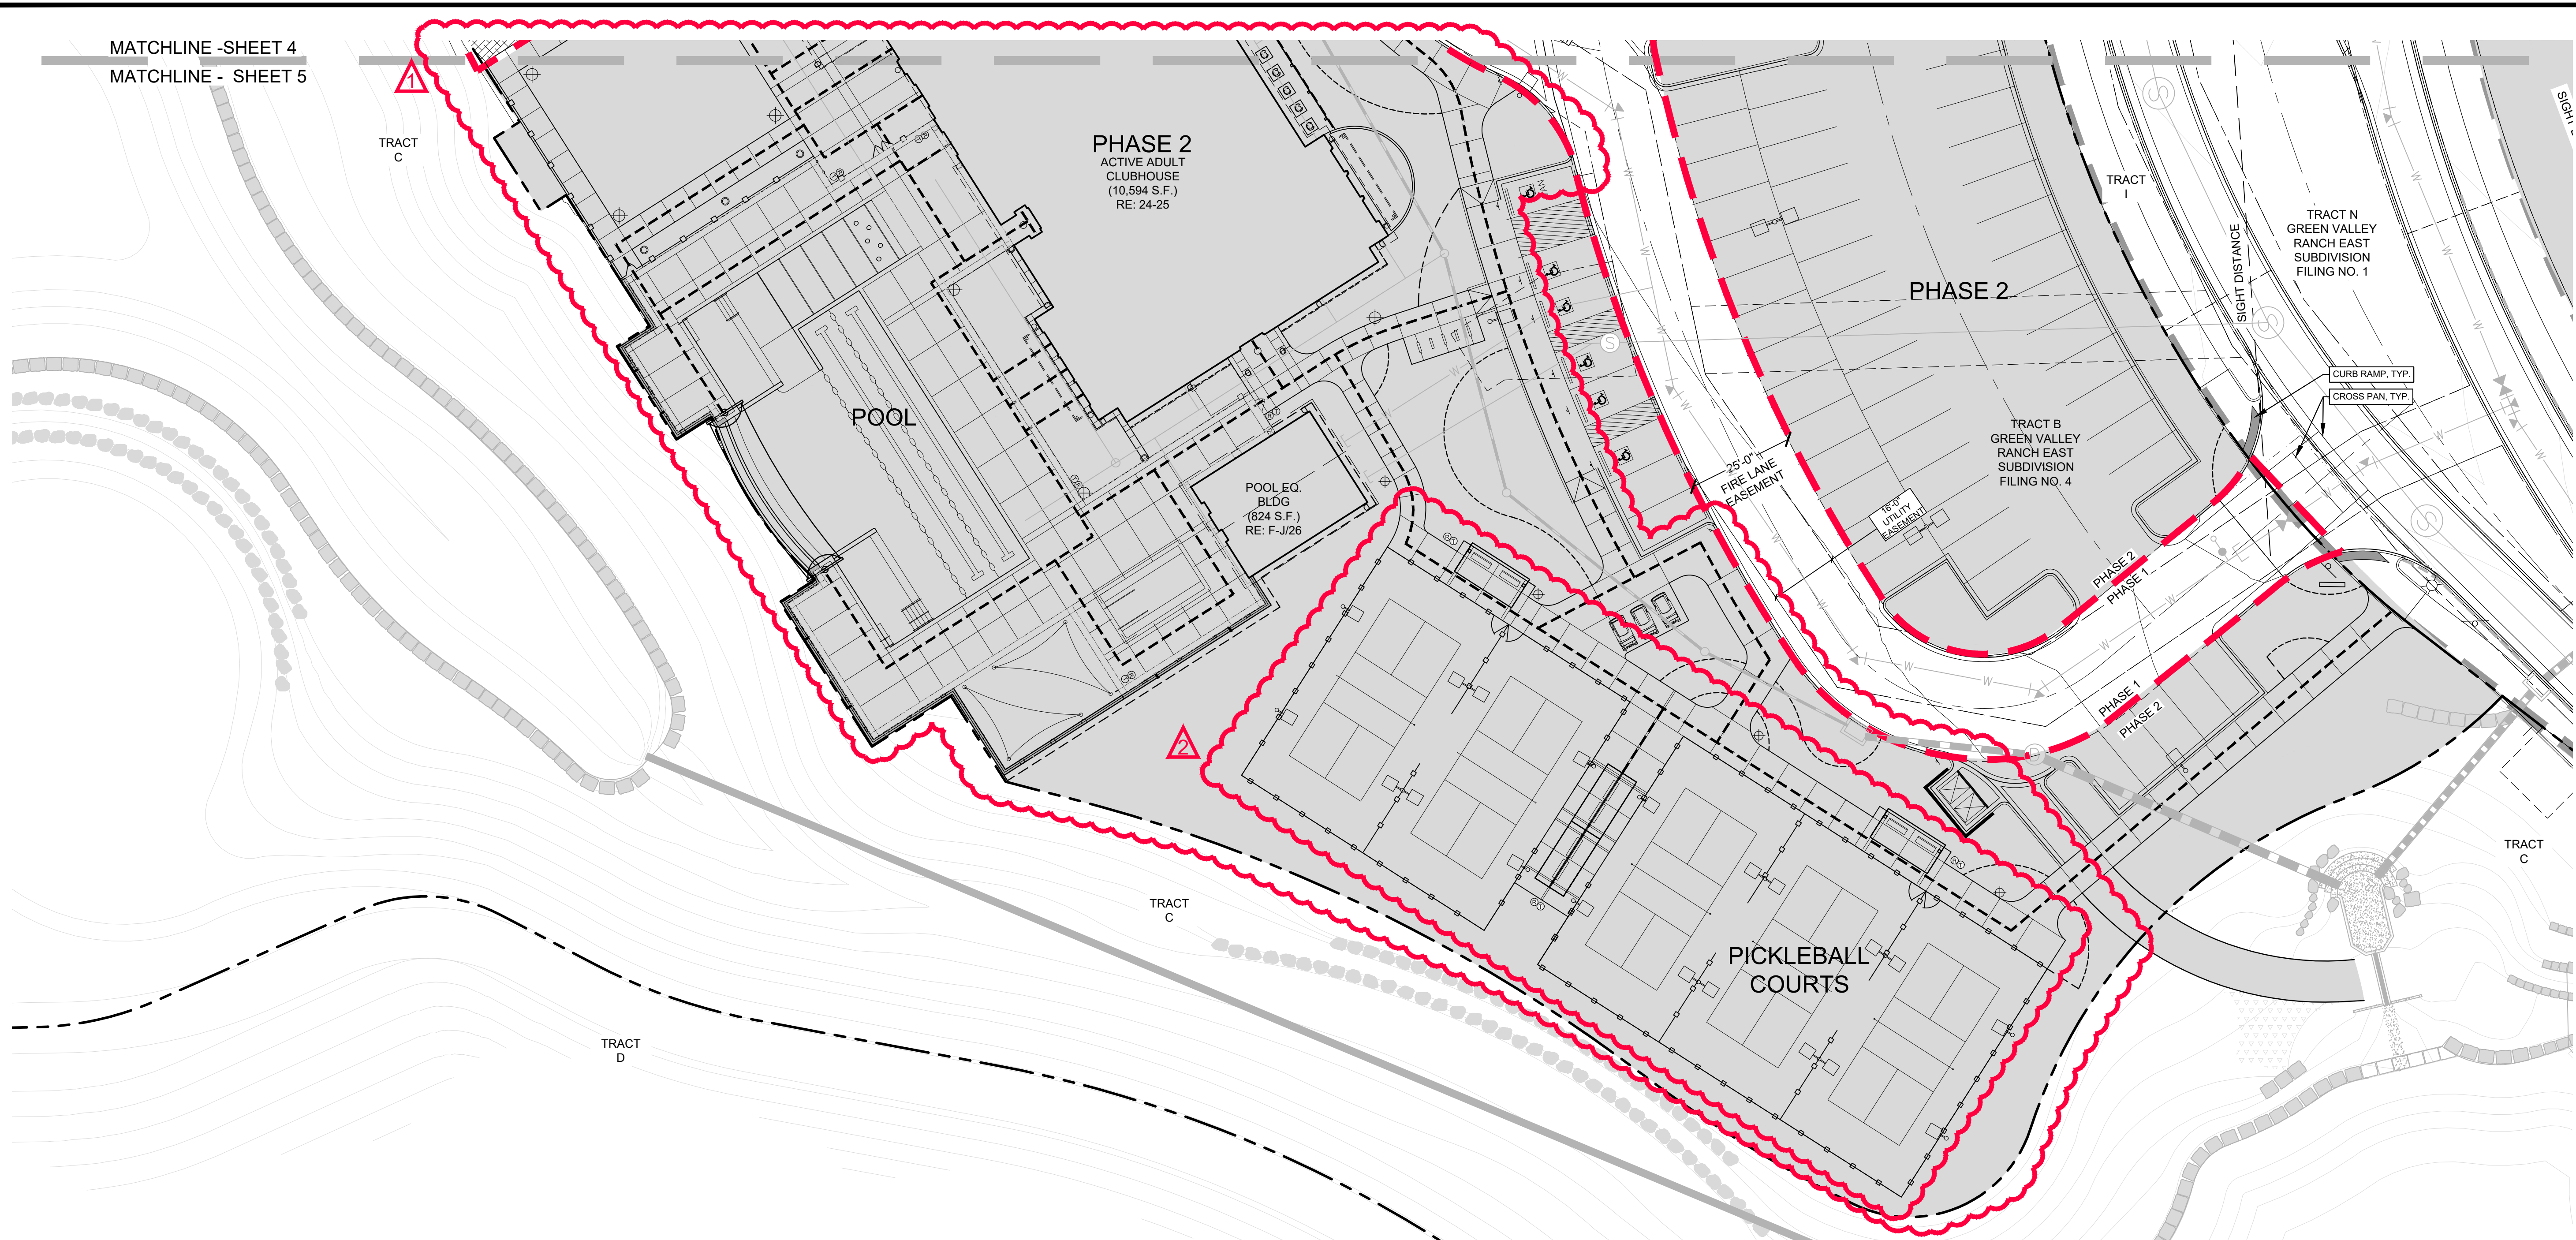 MATCHLINE -SHEET 4
MATCHLINE - SHEET 5
1
TRACT
C
PHASE 2
ACTIVE ADULT
CLUBHOUSE
(10,594 S.F.)
RE: 24-25
VAN
POOL
POOL EQ.
BLDG
(824 S.F.)
RE: F-J/26
25'-0"
FIRE LANE
EASEMENT
PHASE 2
16'-0"
UTILITY
EASEMENT
TRACT B
GREEN VALLEY
RANCH EAST
SUBDIVISION
FILING NO. 4
TRACT
I
SIGHT DISTANCE
TRACT N
GREEN VALLEY
RANCH EAST
SUBDIVISION
FILING NO. 1
CURB RAMP, TYP.
CROSS PAN, TYP.
PHASE 2
PHASE 1
PHASE 1
PHASE 2
2
PICKLEBALL
COURTS
TRACT
C
TRACT
C
TRACT
D